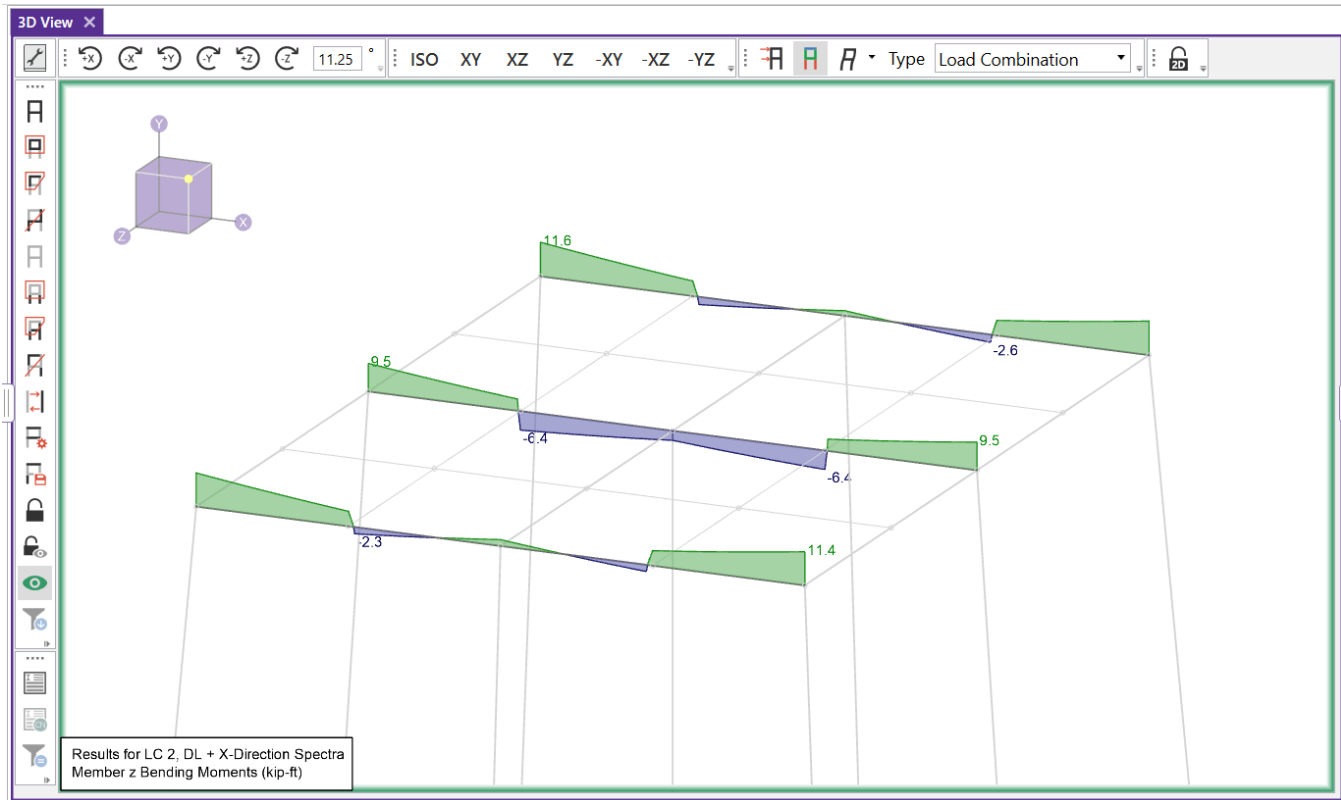 3D View
+X -X +Y -Y +Z -Z 11.25 ° ISO XY XZ YZ -XY -XZ -YZ Type Load Combination 2D
Y
X
Z
11.6
-2.6
9.5
-6.4
9.5
-6.4
-2.3
11.4
Results for LC 2, DL + X-Direction Spectra
Member z Bending Moments (kip-ft)